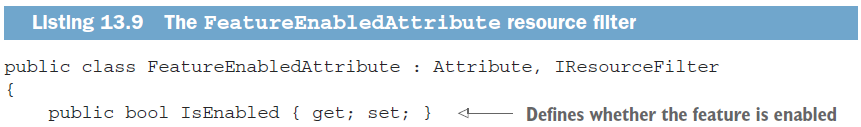 Listing 13.9 The FeatureEnabledAttribute resource filter
public class FeatureEnabledAttribute : Attribute, IResourceFilter
{
public bool IsEnabled { get; set; } Defines whether the feature is enabled